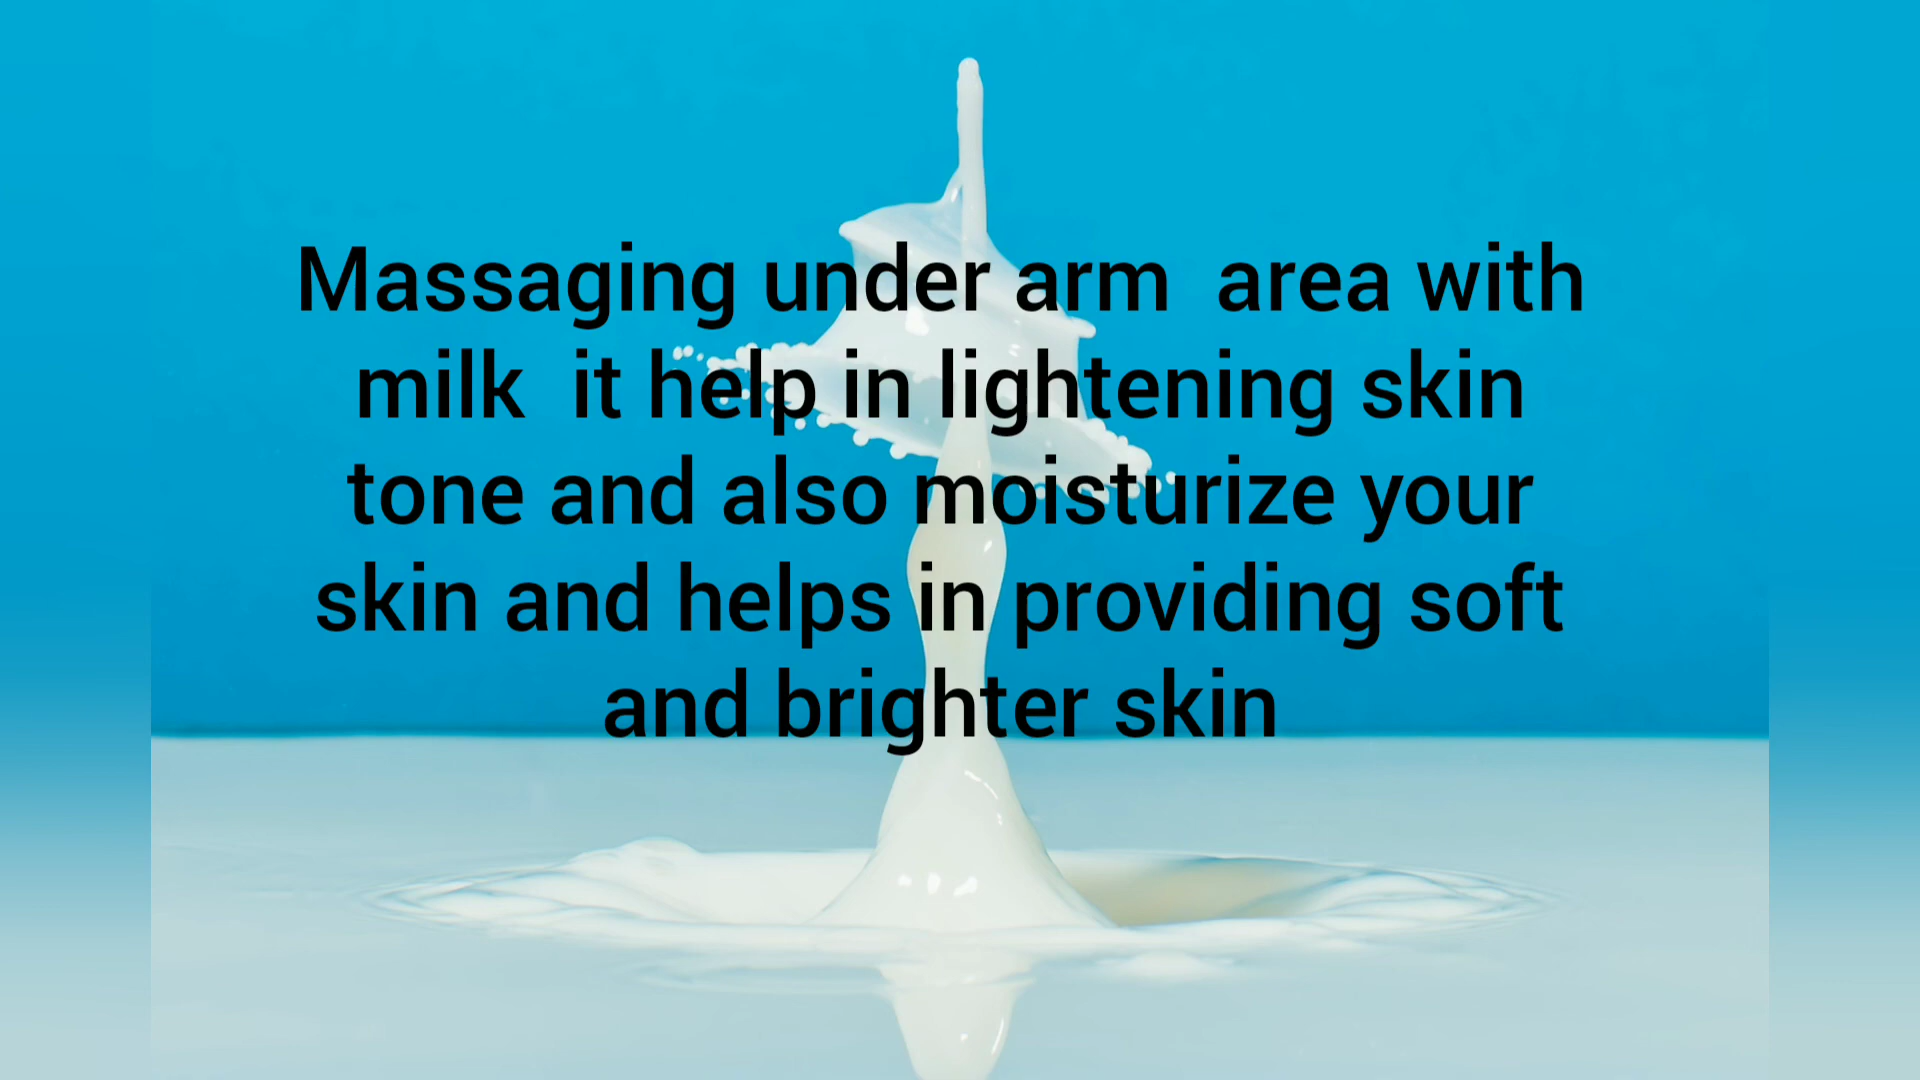 Massaging under arm  area with
milk  it help in lightening skin
tone and also moisturize your
skin and helps in providing soft
and brighter skin